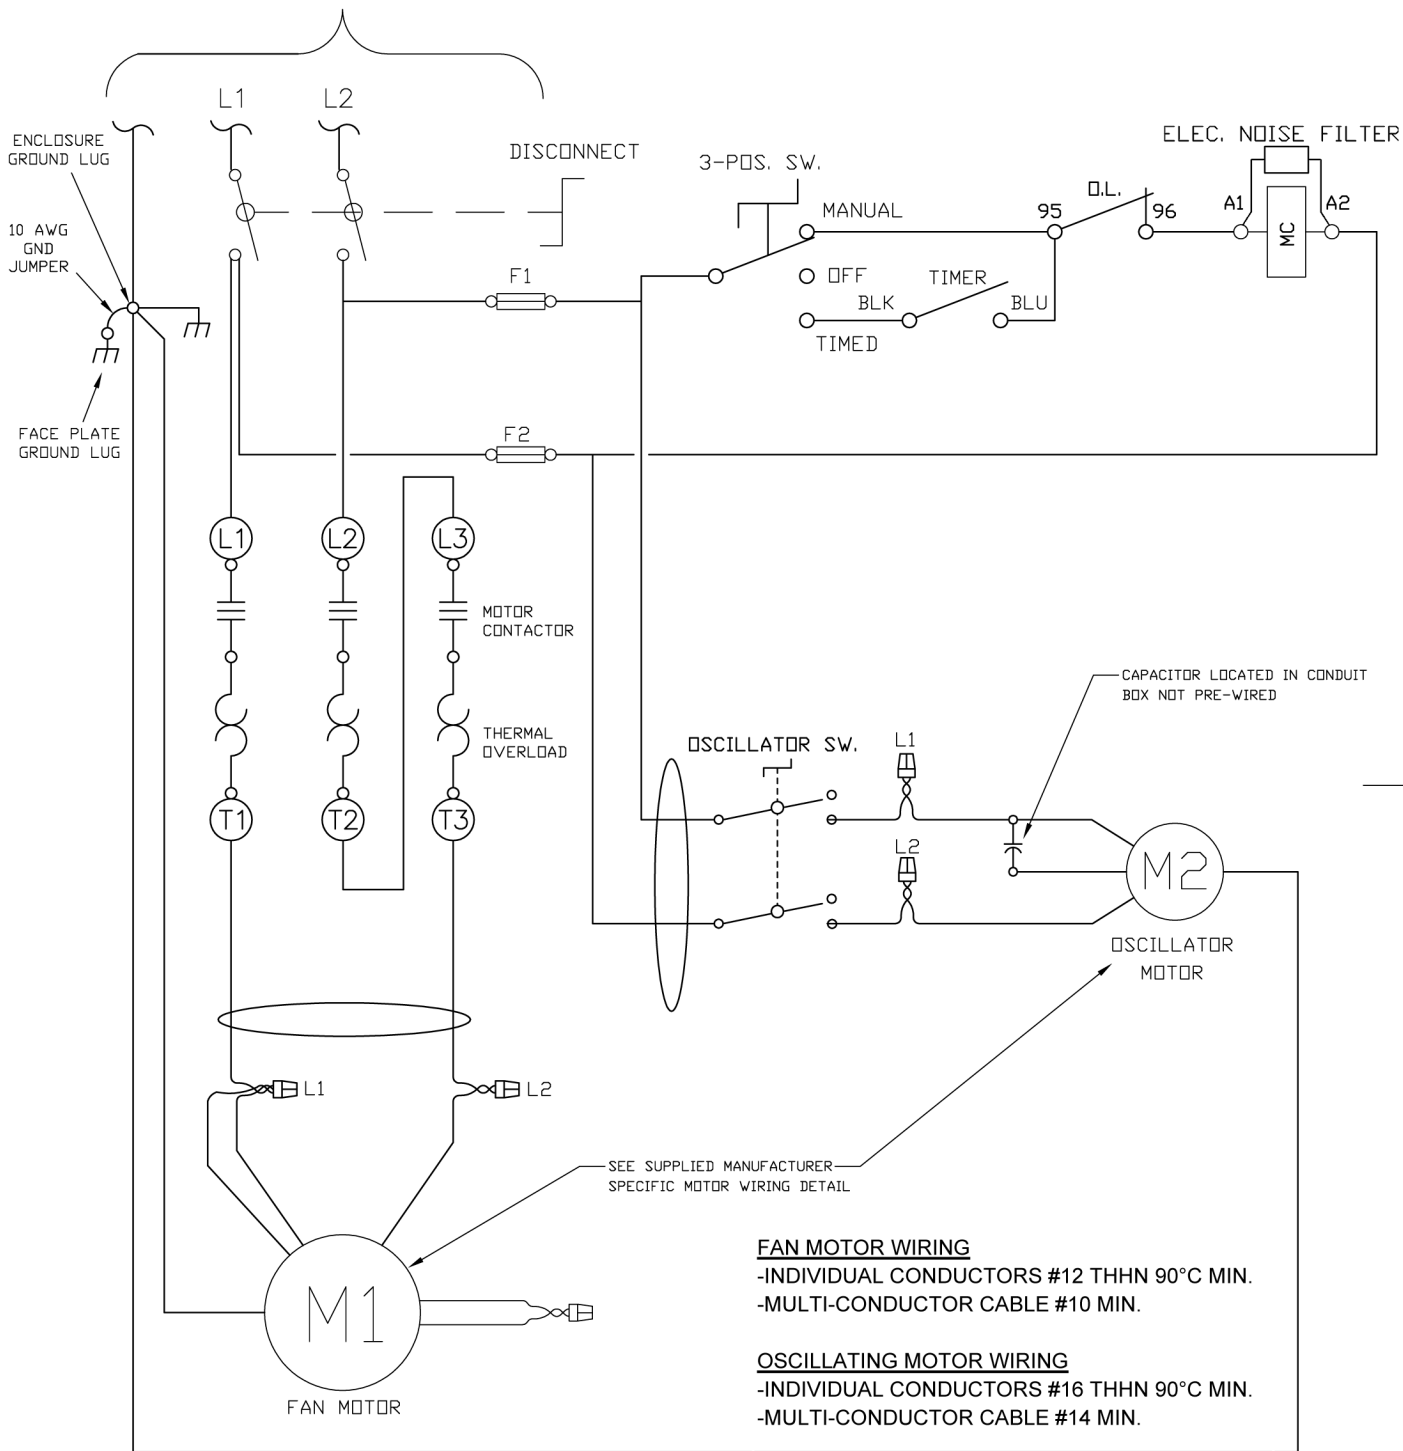 L1
L2
ENCLOSURE
GROUND LUG
DISCONNECT
3-POS. SW.
ELEC. NOISE FILTER
O.L.
MANUAL
95
96
A1
MC
A2
10 AWG
GND
JUMPER
F1
OFF
TIMER
BLK
BLU
TIMED
FACE PLATE
GROUND LUG
F2
L1
L2
L3
MOTOR
CONTACTOR
CAPACITOR LOCATED IN CONDUIT
BOX NOT PRE-WIRED
THERMAL
OVERLOAD
OSCILLATOR SW.
L1
T1
T2
T3
L2
M2
OSCILLATOR
MOTOR
L1
L2
SEE SUPPLIED MANUFACTURER
SPECIFIC MOTOR WIRING DETAIL
M1
FAN MOTOR
FAN MOTOR WIRING
-INDIVIDUAL CONDUCTORS #12 THHN 90°C MIN.
-MULTI-CONDUCTOR CABLE #10 MIN.
OSCILLATING MOTOR WIRING
-INDIVIDUAL CONDUCTORS #16 THHN 90°C MIN.
-MULTI-CONDUCTOR CABLE #14 MIN.